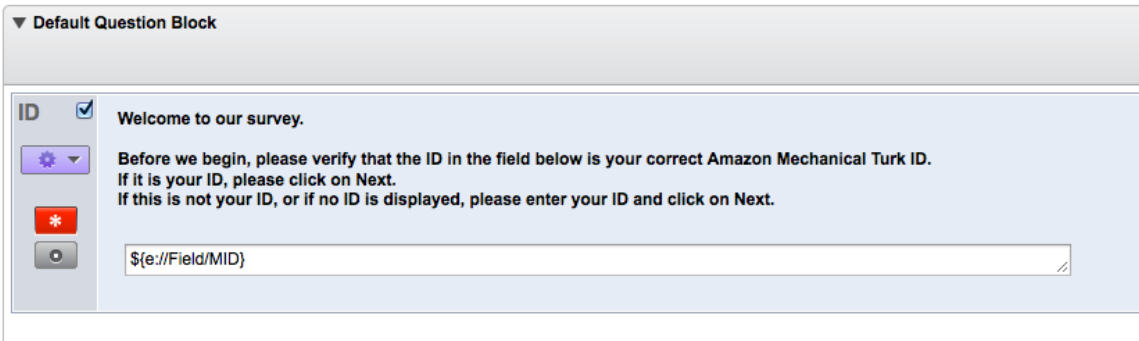 Default Question Block
ID
Welcome to our survey.
Before we begin, please verify that the ID in the field below is your correct Amazon Mechanical Turk ID.
If it is your ID, please click on Next.
If this is not your ID, or if no ID is displayed, please enter your ID and click on Next.
${e://Field/MID}